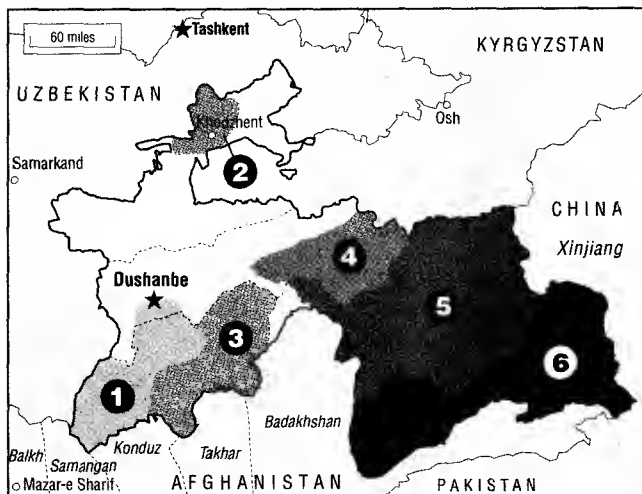 60 miles
Tashkent
KYRGYZSTAN
UZBEKISTAN
Khodzhent
Osh
2
Samarkand
CHINA
Xinjiang
4
Dushanbe
5
3
6
1
Badakhshan
Balkh
Samangan
Konduz
Takhar
Mazar-e Sharif
AFGHANISTAN
PAKISTAN